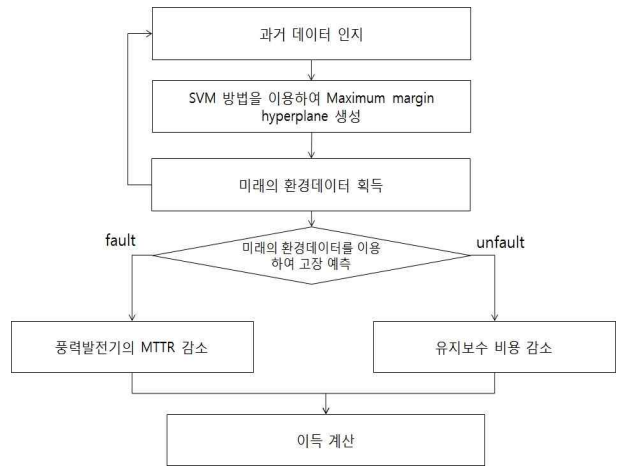 과거 데이터 인지
SVM 방법을 이용하여 Maximum margin
hyperplane 생성
미래의 환경데이터 획득
미래의 환경데이터를 이용
하여 고장 예측
fault
unfault
풍력발전기의 MTTR 감소
유지보수 비용 감소
이득 계산